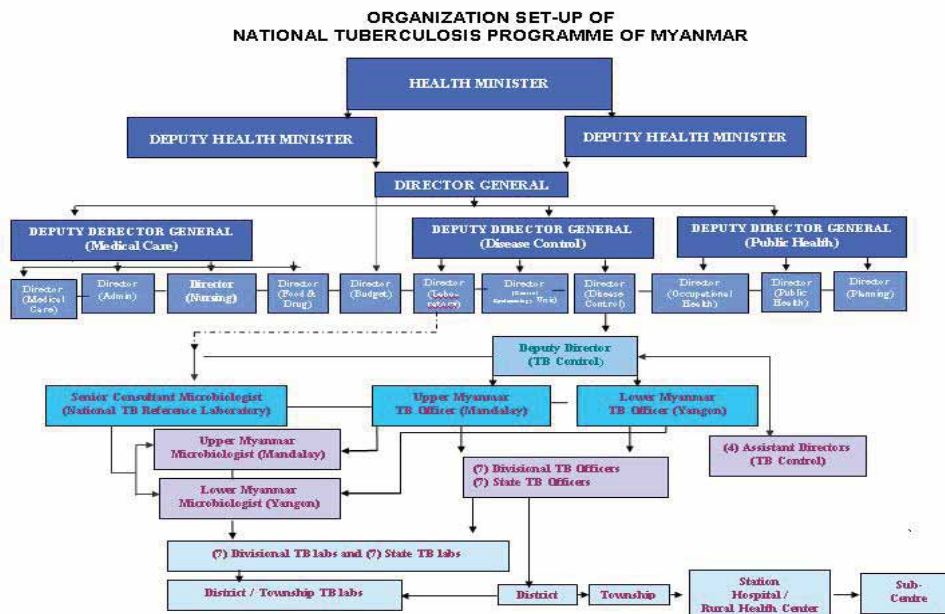 ORGANIZATION SET-UP OF
NATIONAL TUBERCULOSIS PROGRAMME OF MYANMAR
HEALTH MINISTER
DEPUTY HEALTH MINISTER
DEPUTY HEALTH MINISTER
DIRECTOR GENERAL
DEPUTY DERECTOR GENERAL
(Medical Care)
DEPUTY DIRECTOR GENERAL
(Disease Control)
DEPUTY DIRECTOR GENERAL
(Public Health)
Director
(Medical
Care)
Director
(Admin)
Director
(Nursing)
Director
(Food &
Drug)
Director
(Budget)
Director
(Labo-
ratory)
Director
Unit)
Director
(Disease
Control)
Director
(Occupational
Health)
Director
(Public
Health)
Director
(Planning)
Deputy Director
(TB Control)
Senior Consultant Microbiologist
(National TB Reference Laboratory)
Upper Myanmar
TB Officer (Mandalay)
Lower Myanmar
TB Officer (Yangon)
Upper Myanmar
Microbiologist (Mandalay)
(4) Assistant Directors
(TB Control)
Lower Myanmar
Microbiologist (Yangon)
(7) Divisional TB Officers
(7) State TB Officers
(7) Divisional TB labs and (7) State TB labs
District / Township TB labs
District
Township
Station
Hospital /
Rural Health Center
Sub-
Centre